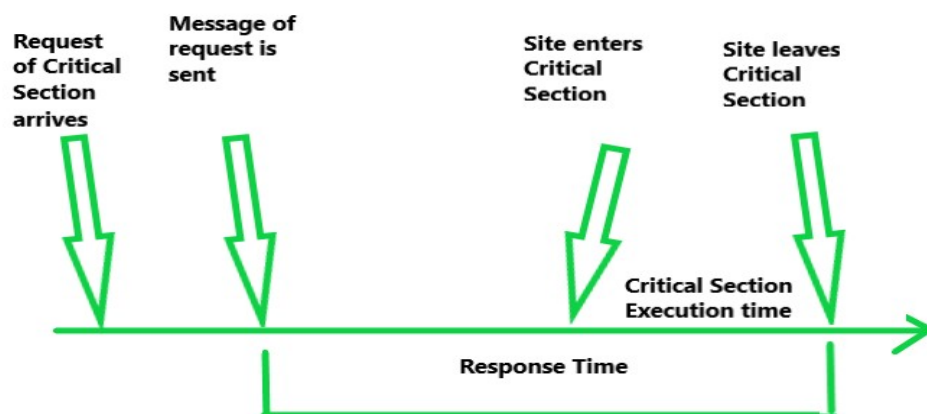 Request
of Critical
Section
arrives
Message of
request is
sent
Site enters
Critical
Section
Site leaves
Critical
Section
Critical Section
Execution time
Response Time